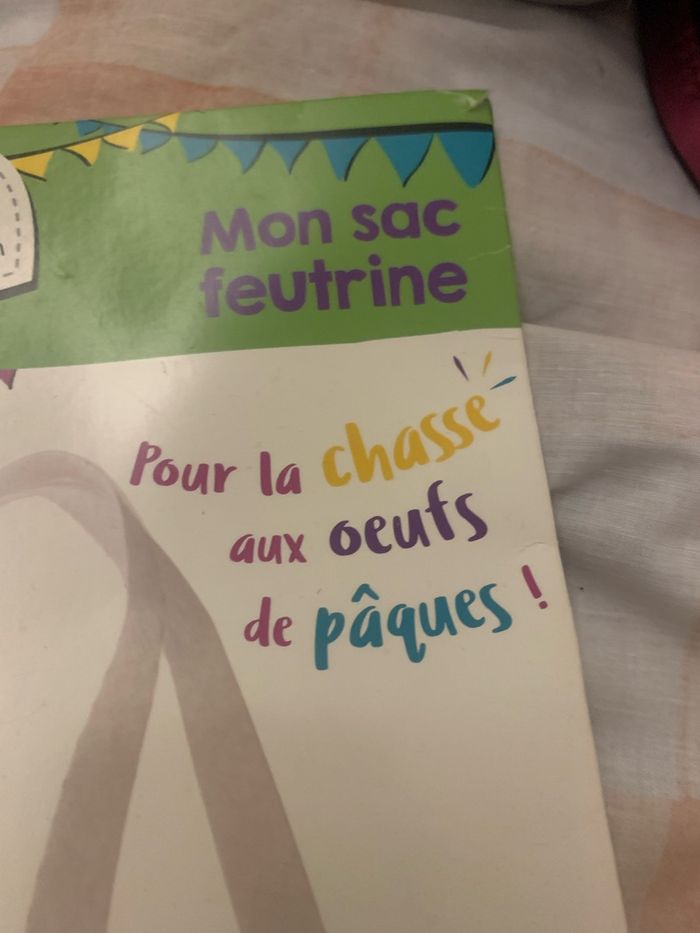 Mon sac
feutrine
Pour la chasse
aux oeufs
de pâques !